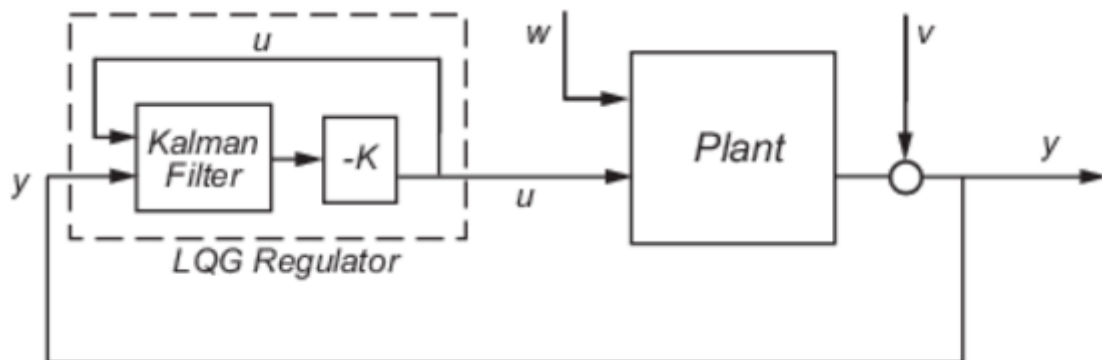 u
w
v
Kalman
Filter
-K
Plant
y
y
u
LQG Regulator